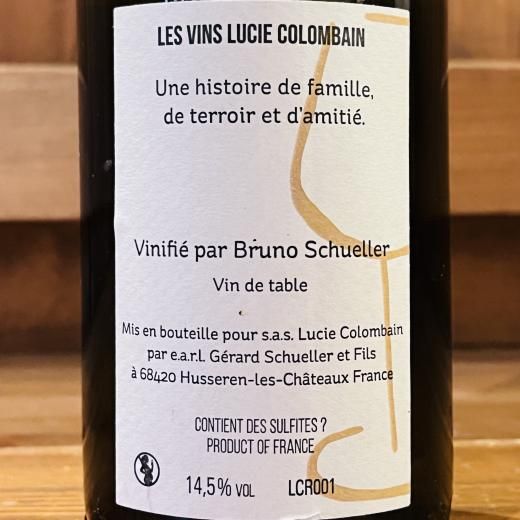 LES VINS LUCIE COLOMBAIN
Une histoire de famille,
de terroir et d'amitié.
Vinifié par Bruno Schueller
Vin de table
Mis en bouteille pour s.a.s. Lucie Colombain
par e.a.r.l. Gérard Schueller et Fils
à 68420 Husseren-les-Châteaux France
CONTIENT DES SULFITES ?
PRODUCT OF FRANCE
14,5% VOL LCR001